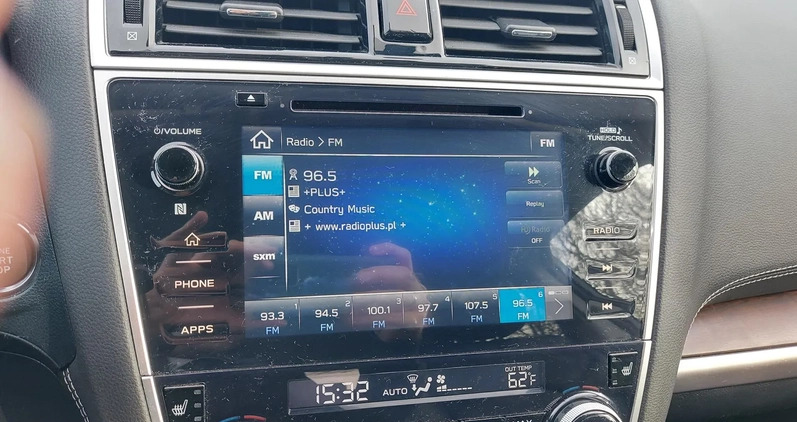 ⏻/VOLUME
HOLD
TUNE/SCROLL
Radio > FM
FM
FM
96.5
Scan
+PLUS+
AM
Country Music
Replay
+ www.radioplus.pl +
OFF
sxm
RADIO
PHONE
APPS
1 2 3 4 5 6
93.3 94.5 100.1 97.7 107.5 96.5
FM FM FM FM FM FM
15:32
AUTO
OUT TEMP
62°F